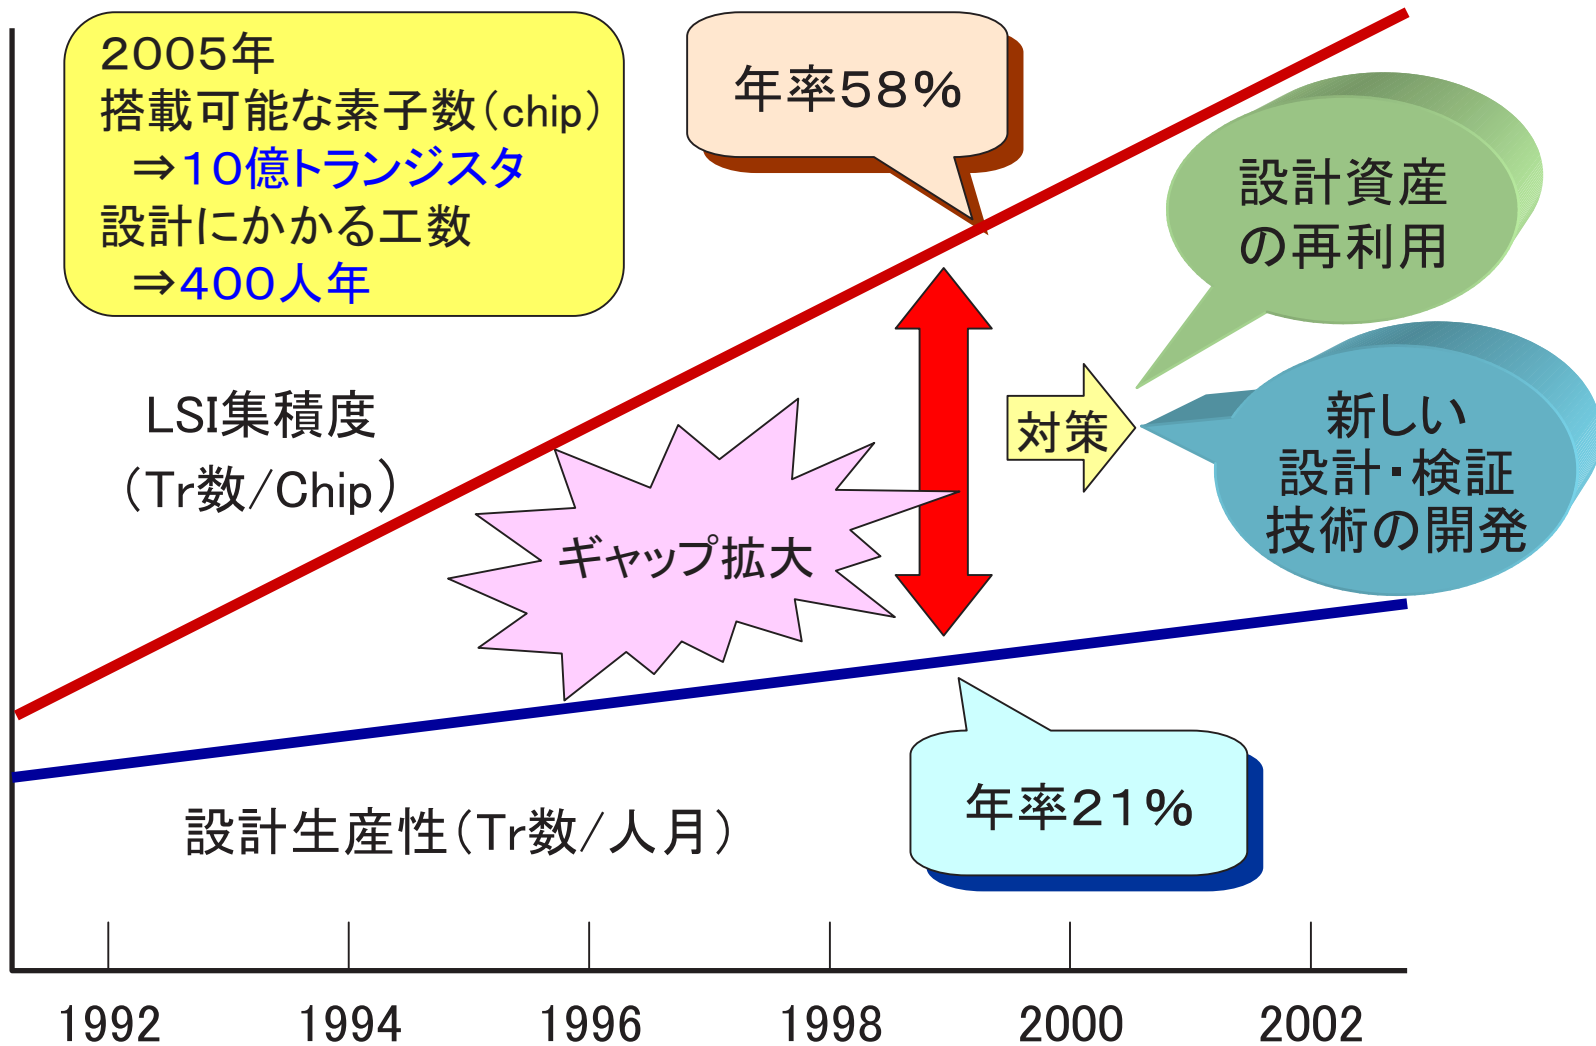 ２００５年
搭載可能な素子数（chip）
⇒１０億トランジスタ
設計にかかる工数
⇒４００人年
年率５８％
設計資産
の再利用
LSI集積度
（Tr数/Chip）
対策
新しい
設計・検証
技術の開発
ギャップ拡大
年率２１％
設計生産性（Tr数/人月）
1992 1994 1996 1998 2000 2002